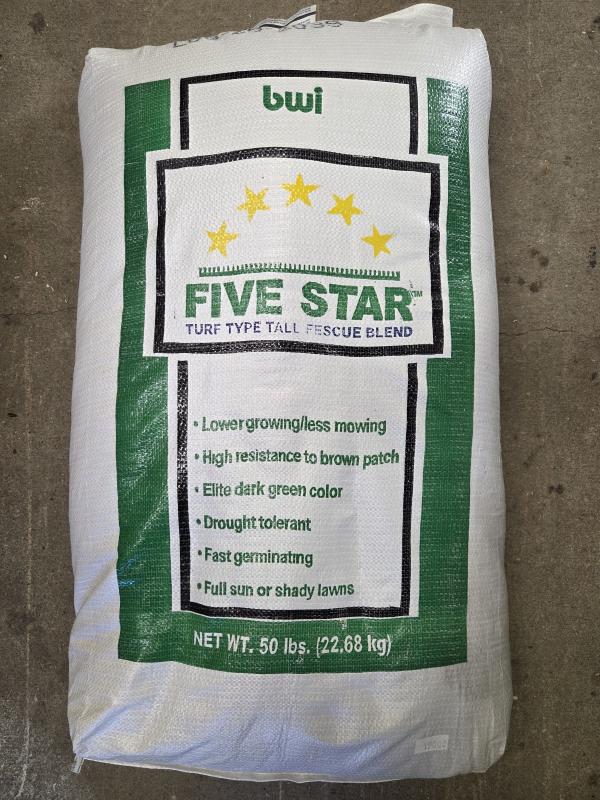 bwi
FIVE STAR™
TURF TYPE TALL FESCUE BLEND
• Lower growing/less mowing
• High resistance to brown patch
• Elite dark green color
• Drought tolerant
• Fast germinating
• Full sun or shady lawns
NET WT. 50 lbs. (22.68 kg)